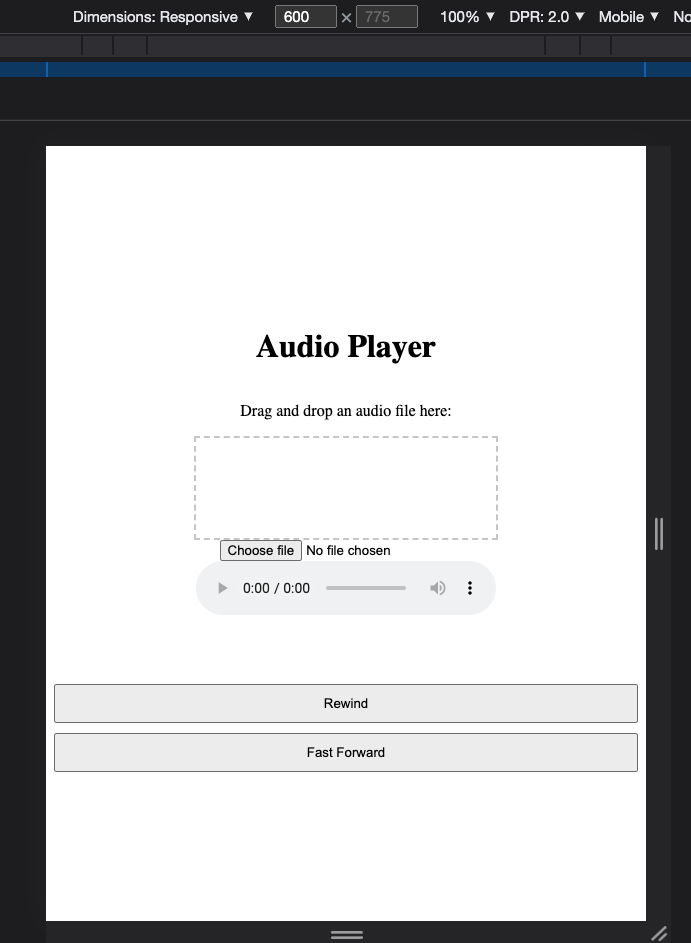 Dimensions: Responsive ▼ 600 × 775 100% ▼ DPR: 2.0 ▼ Mobile ▼ No
Audio Player
Drag and drop an audio file here:
Choose file No file chosen
0:00 / 0:00
Rewind
Fast Forward